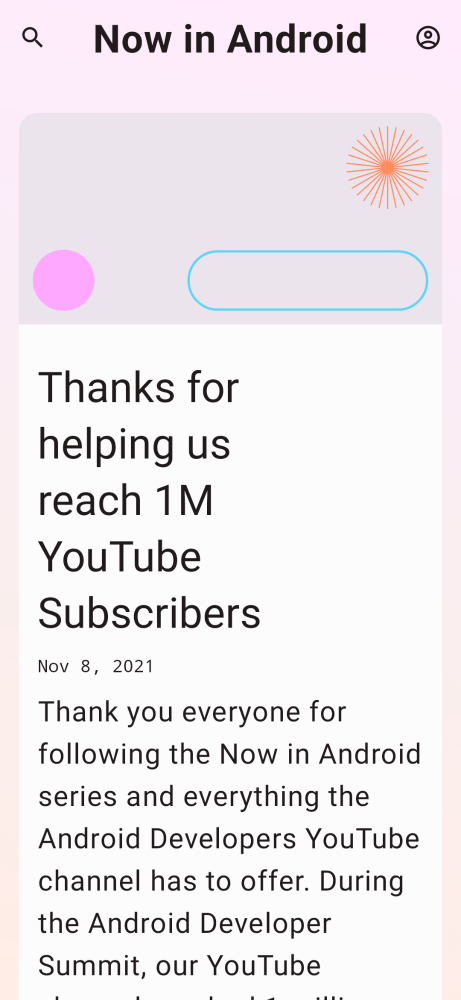 Now in Android
Thanks for
helping us
reach 1M
YouTube
Subscribers
Nov 8, 2021
Thank you everyone for
following the Now in Android
series and everything the
Android Developers YouTube
channel has to offer. During
the Android Developer
Summit, our YouTube